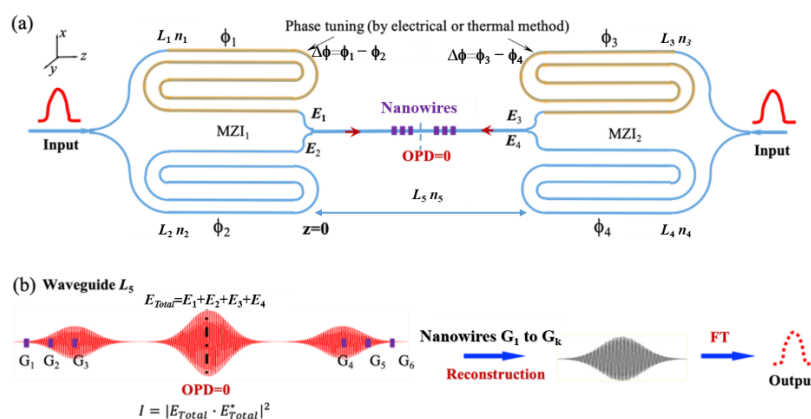 (a)
x
z
y
L1 n1
ϕ1
Phase tuning (by electrical or thermal method)
Δϕ=ϕ1 − ϕ2
Δϕ=ϕ3 − ϕ4
ϕ3
L3 n3
Input
MZI1
E1
E2
Nanowires
OPD=0
E3
E4
MZI2
Input
L5 n5
L2 n2
ϕ2
z=0
ϕ4
L4 n4
(b) Waveguide L5
ETotal=E1+E2+E3+E4
G1 G2 G3 G4 G5 G6
OPD=0
I = |ETotal · E*Total|²
Nanowires G1 to Gk
Reconstruction
FT
Output